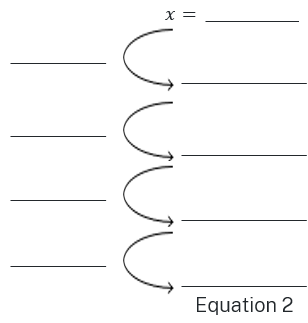 x =
Equation 2